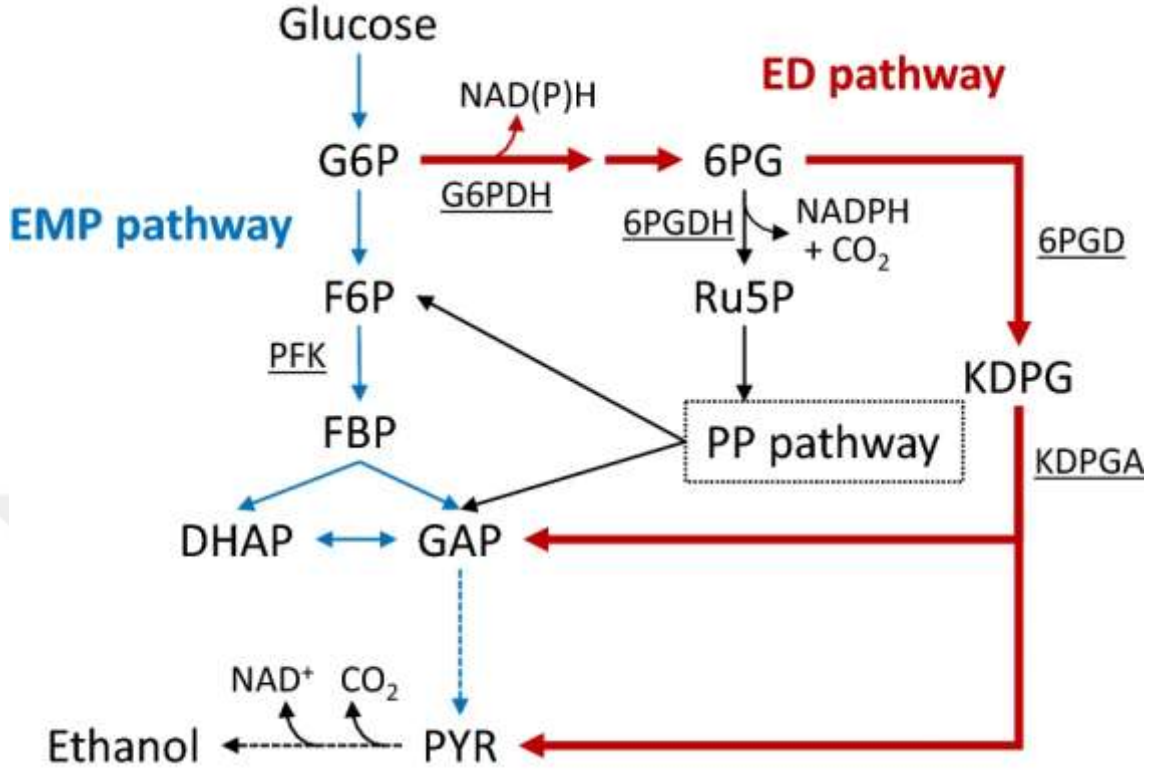 Glucose
ED pathway
NAD(P)H
G6P
6PG
G6PDH
EMP pathway
6PGDH
NADPH
+ CO₂
6PGD
F6P
Ru5P
PFK
KDPG
FBP
PP pathway
KDPGA
DHAP
GAP
NAD⁺
CO₂
Ethanol
PYR